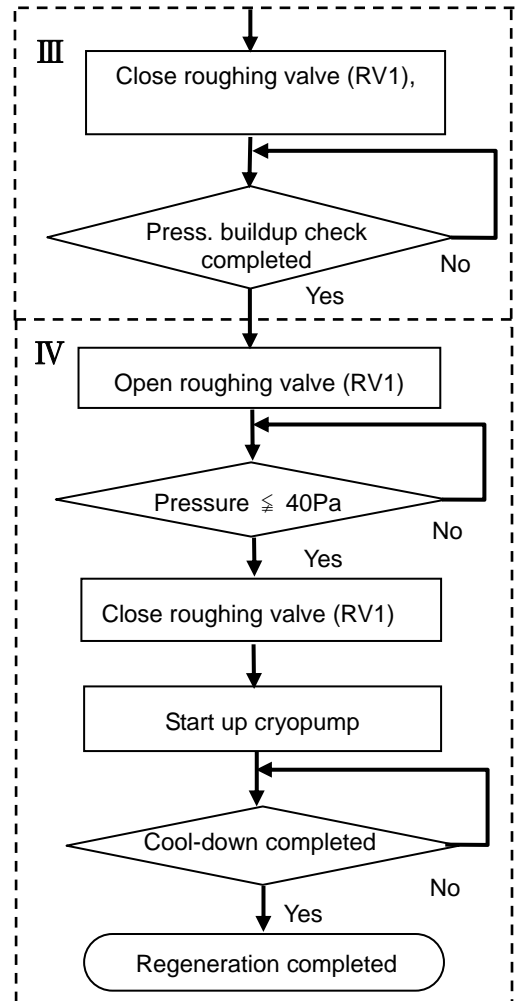 Ⅲ
Close roughing valve (RV1),
Press. buildup check
completed
No
Yes
Ⅳ
Open roughing valve (RV1)
Pressure ≦ 40Pa
No
Yes
Close roughing valve (RV1)
Start up cryopump
Cool-down completed
No
Yes
Regeneration completed